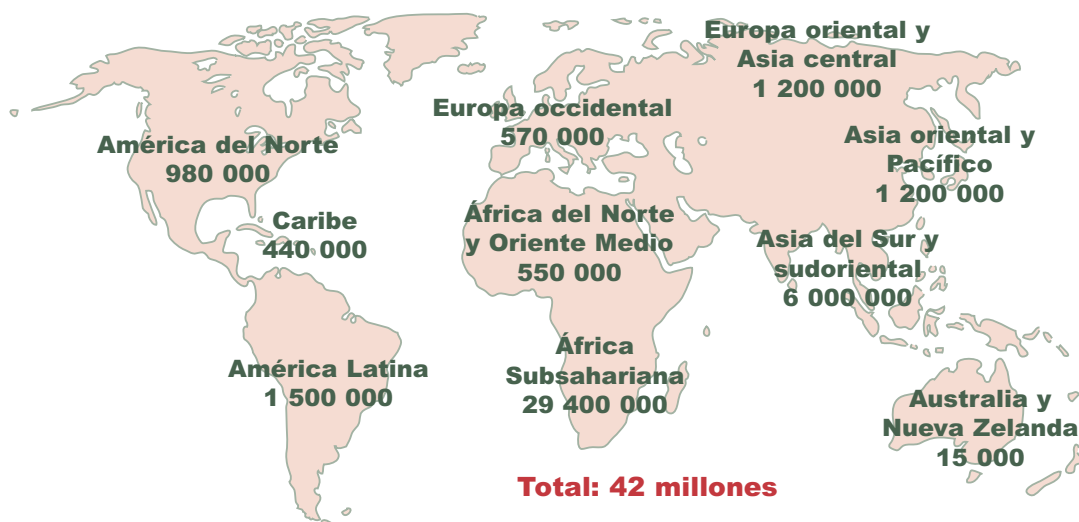 Europa oriental y
Asia central
1 200 000
Europa occidental
570 000
América del Norte
980 000
Asia oriental y
Pacífico
1 200 000
Caribe
440 000
África del Norte
y Oriente Medio
550 000
Asia del Sur y
sudoriental
6 000 000
América Latina
1 500 000
África
Subsahariana
29 400 000
Australia y
Nueva Zelanda
15 000
Total: 42 millones